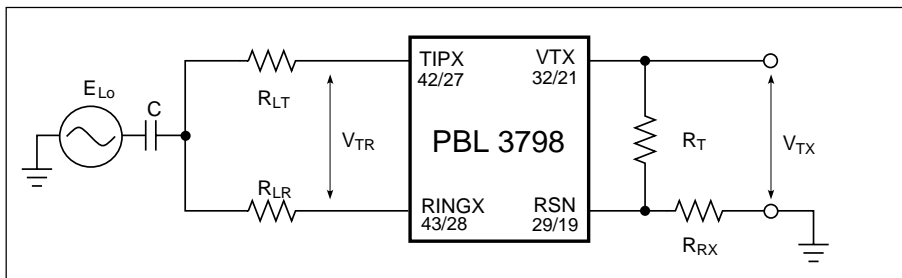 E_Lo
C
R_LT
V_TR
R_LR
TIPX
42/27
VTX
32/21
PBL 3798
RINGX
43/28
RSN
29/19
R_T
V_TX
R_RX